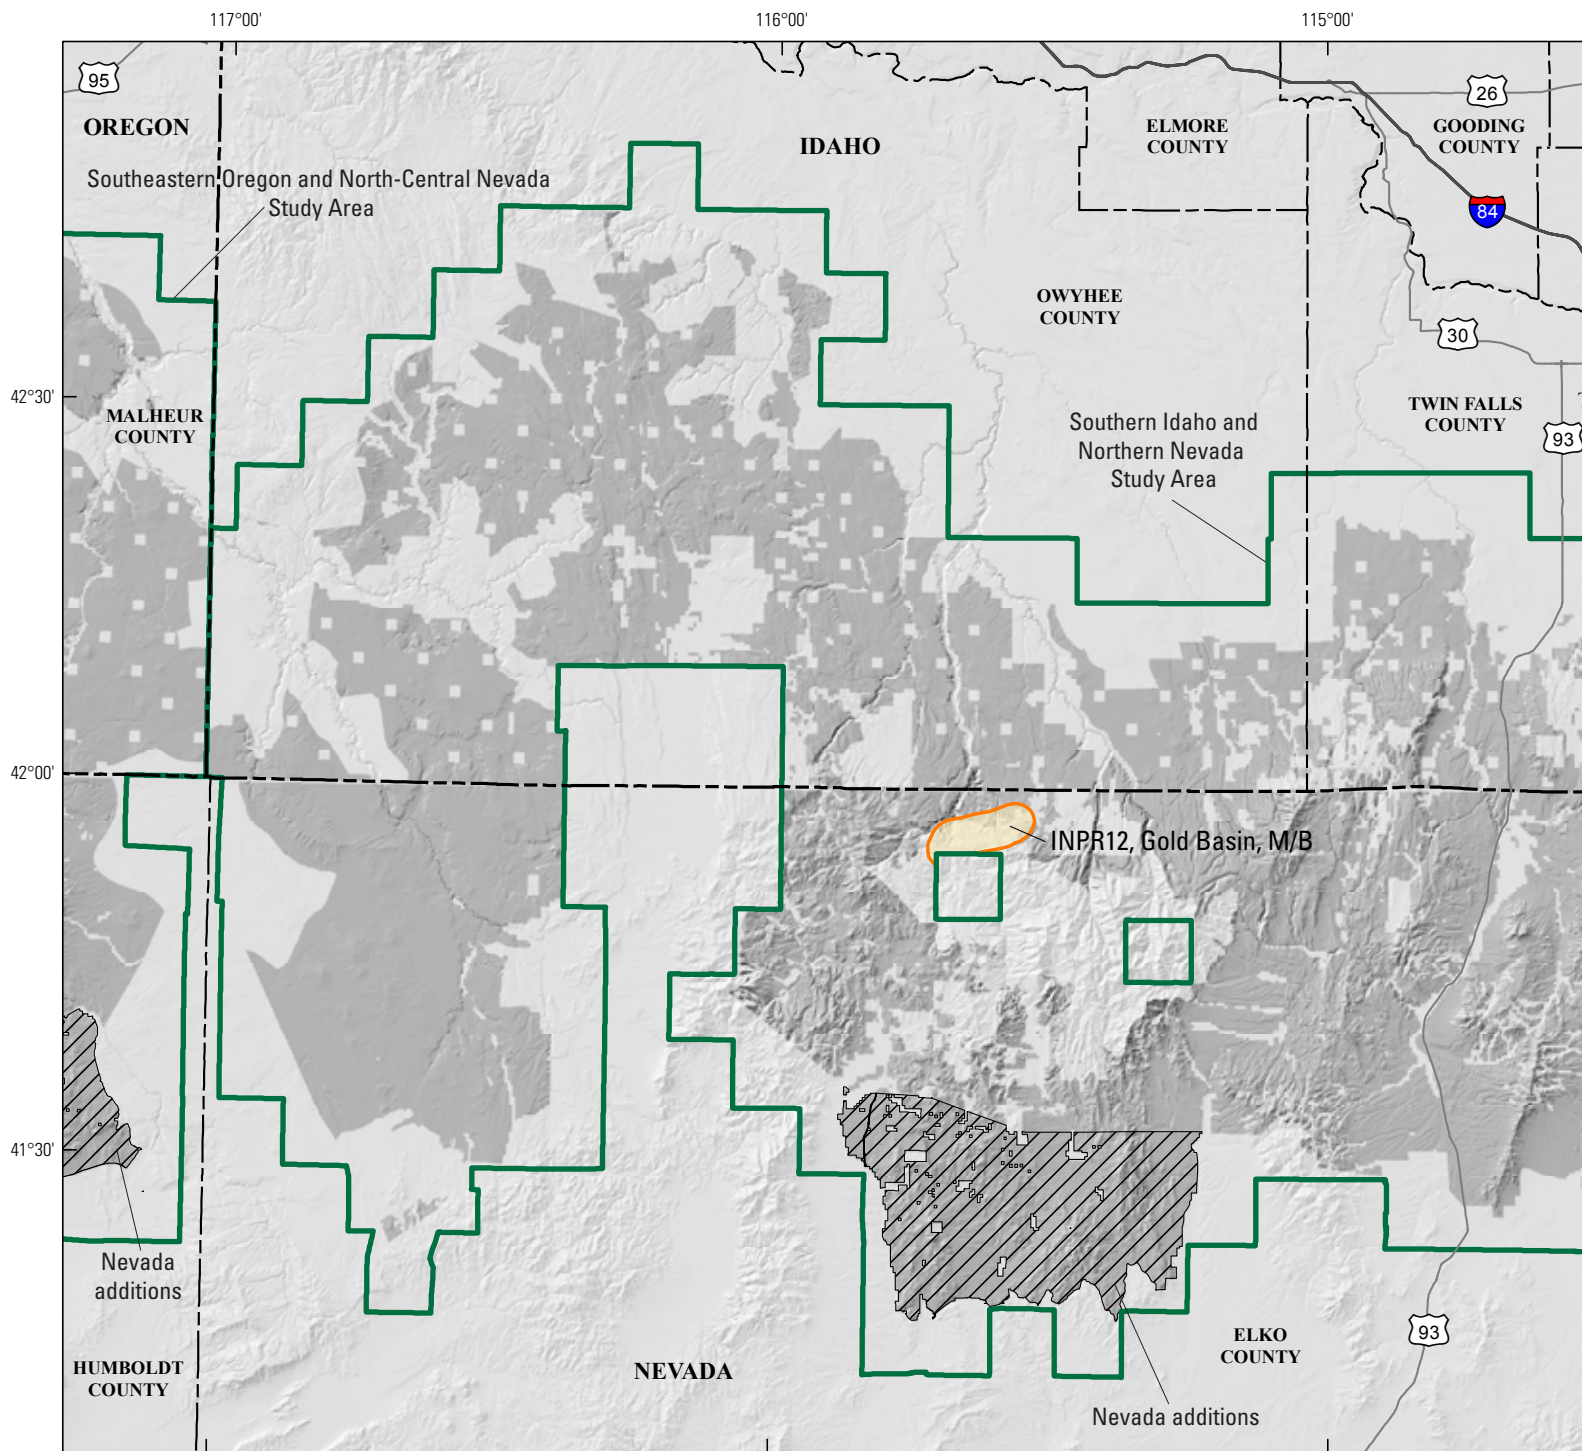 117°00'
116°00'
115°00'
95
OREGON
IDAHO
ELMORE
COUNTY
26
GOODING
COUNTY
Southeastern Oregon and North-Central Nevada
Study Area
84
OWYHEE
COUNTY
30
42°30'
MALHEUR
COUNTY
Southern Idaho and
Northern Nevada
Study Area
TWIN FALLS
COUNTY
93
42°00'
INPR12, Gold Basin, M/B
41°30'
Nevada
additions
HUMBOLDT
COUNTY
NEVADA
ELKO
COUNTY
93
Nevada additions